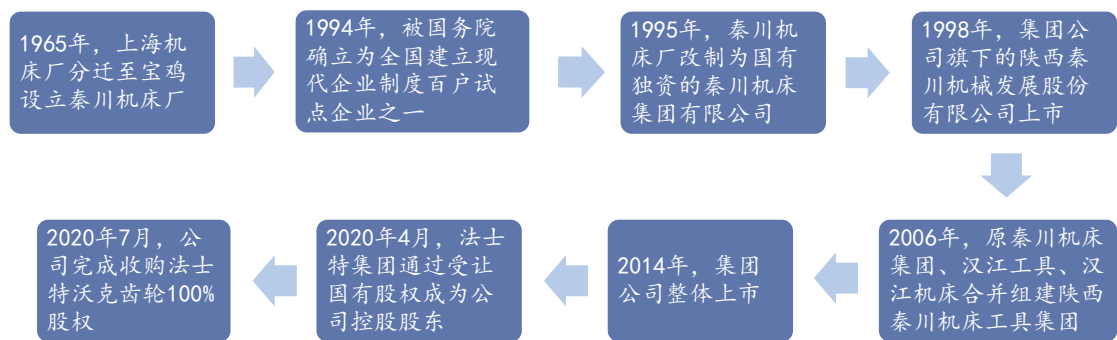 1965年，上海机
床厂分迁至宝鸡
设立秦川机床厂
1994年，被国务院
确立为全国建立现
代企业制度百户试
点企业之一
1995年，秦川机
床厂改制为国有
独资的秦川机床
集团有限公司
1998年，集团公
司旗下的陕西秦
川机械发展股份
有限公司上市
2006年，原秦川机床
集团、汉江工具、汉
江机床合并组建陕西
秦川机床工具集团
2014年，集团
公司整体上市
2020年4月，法士
特集团通过受让
国有股权成为公
司控股股东
2020年7月，公
司完成收购法士
特沃克齿轮100%
股权